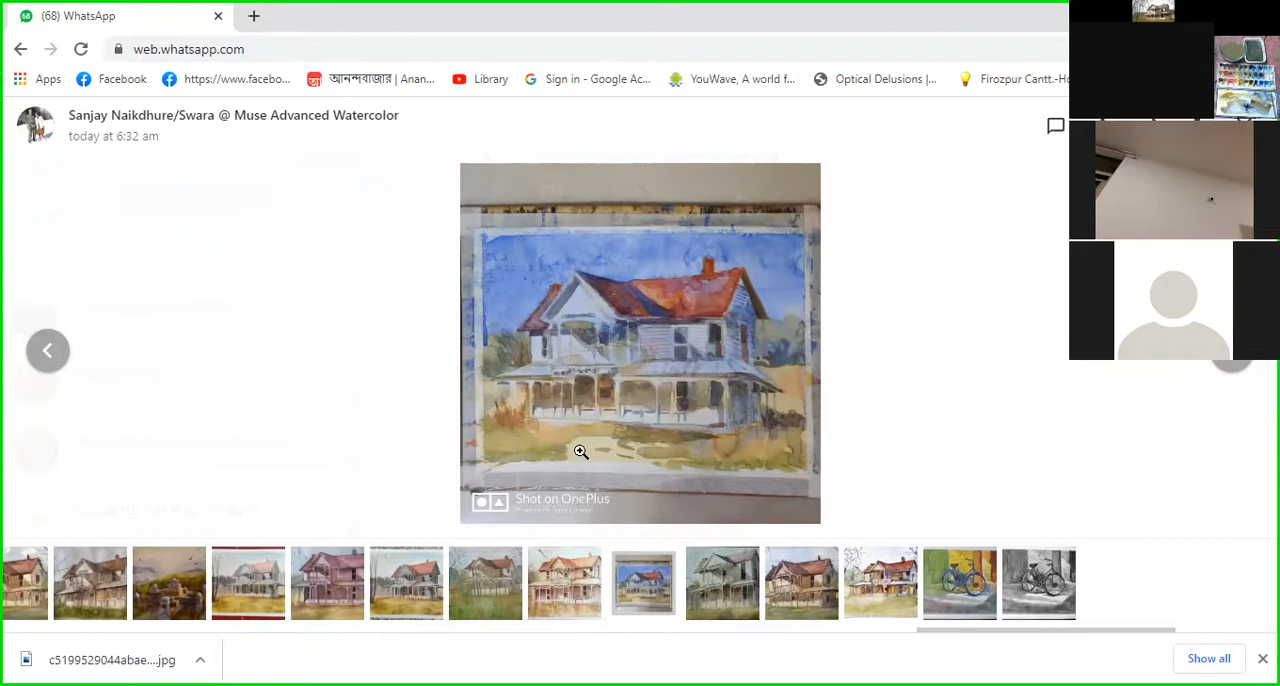 68
(68) WhatsApp
web.whatsapp.com
Apps
Facebook
https://www.facebo...
আনন্দবাজার | Anan...
Library
Sign in - Google Ac...
YouWave, A world f...
Optical Delusions |...
Firozpur Cantt.-Ho
Sanjay Naikdhure/Swara @ Muse Advanced Watercolor
today at 6:32 am
Shot on OnePlus
c5199529044abae....jpg
Show all